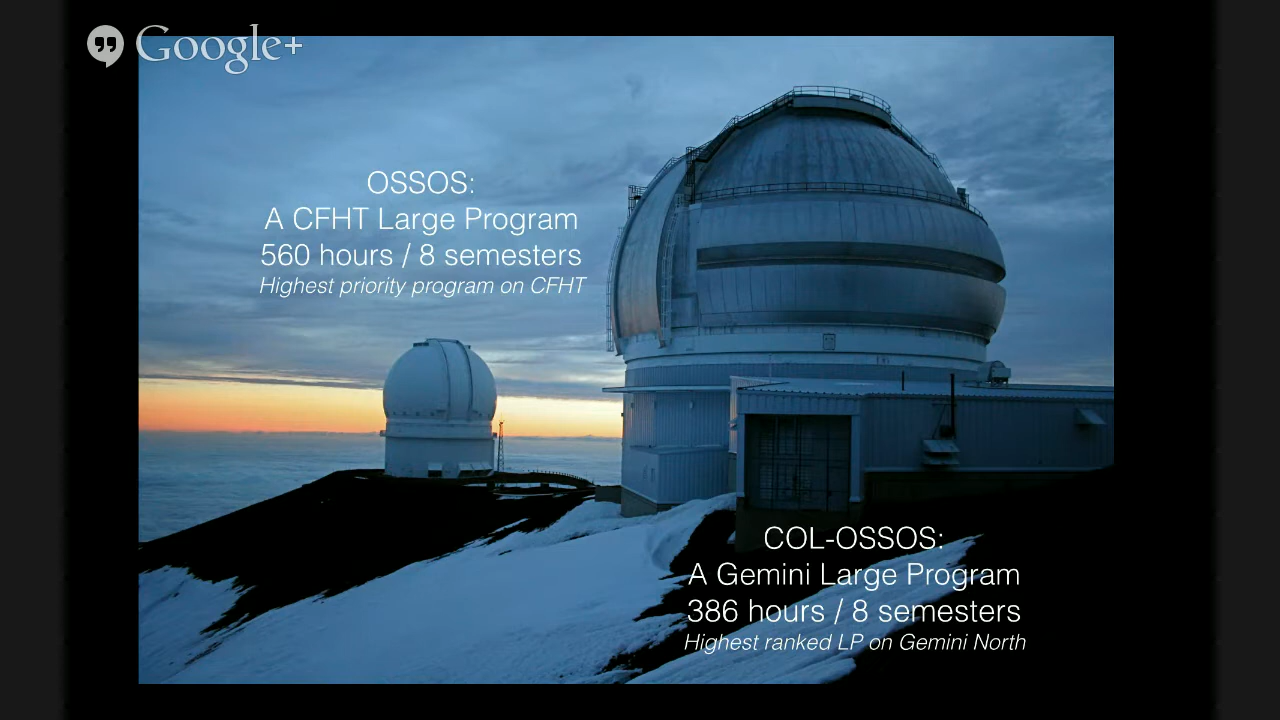 Google+
OSSOS:
A CFHT Large Program
560 hours / 8 semesters
Highest priority program on CFHT
COL-OSSOS:
A Gemini Large Program
386 hours / 8 semesters
Highest ranked LP on Gemini North